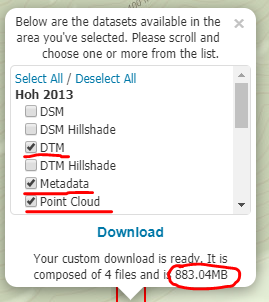 Below are the datasets available in the
area you've selected. Please scroll and
choose one or more from the list.
Select All / Deselect All
Hoh 2013
DSM
DSM Hillshade
DTM
DTM Hillshade
Metadata
Point Cloud
Download
Your custom download is ready. It is
composed of 4 files and is 883.04MB